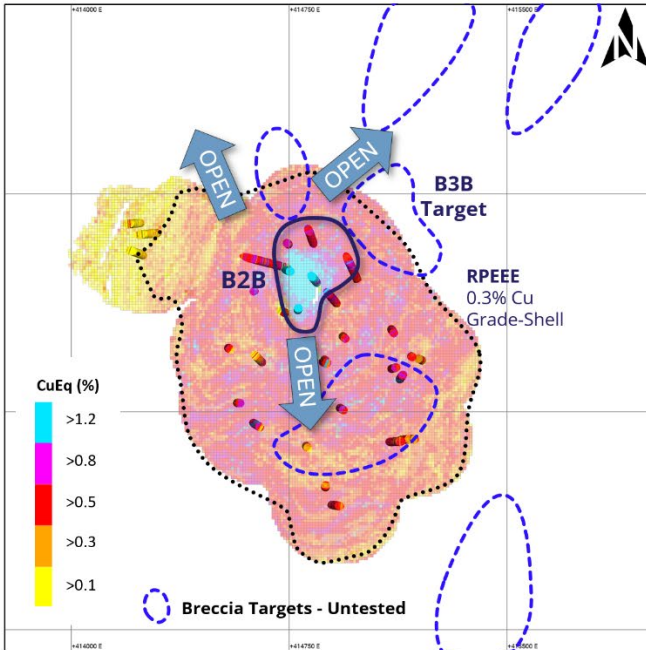 +414000 E
+414750 E
+415500 E
N
OPEN
OPEN
B3B
Target
B2B
RPEEE
0.3% Cu
Grade-Shell
OPEN
CuEq (%)
>1.2
>0.8
>0.5
>0.3
>0.1
Breccia Targets - Untested
+414000 E
+414750 E